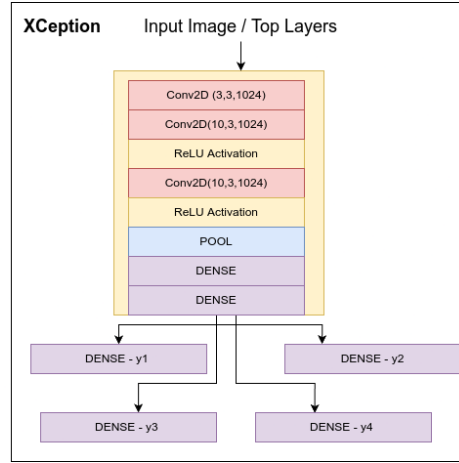 XCeption Input Image / Top Layers
Conv2D (3,3,1024)
Conv2D(10,3,1024)
ReLU Activation
Conv2D(10,3,1024)
ReLU Activation
POOL
DENSE
DENSE
DENSE - y1 DENSE - y2
DENSE - y3 DENSE - y4